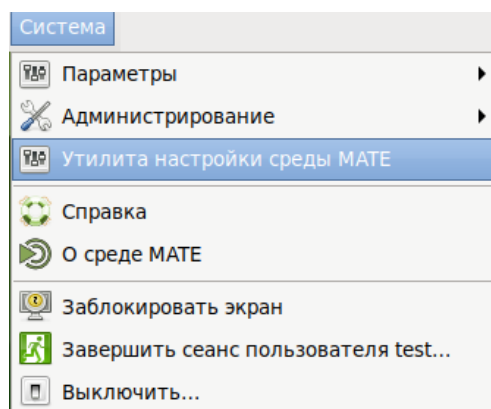 Система
Параметры
Администрирование
Утилита настройки среды MATE
Справка
О среде MATE
Заблокировать экран
Завершить сеанс пользователя test...
Выключить...